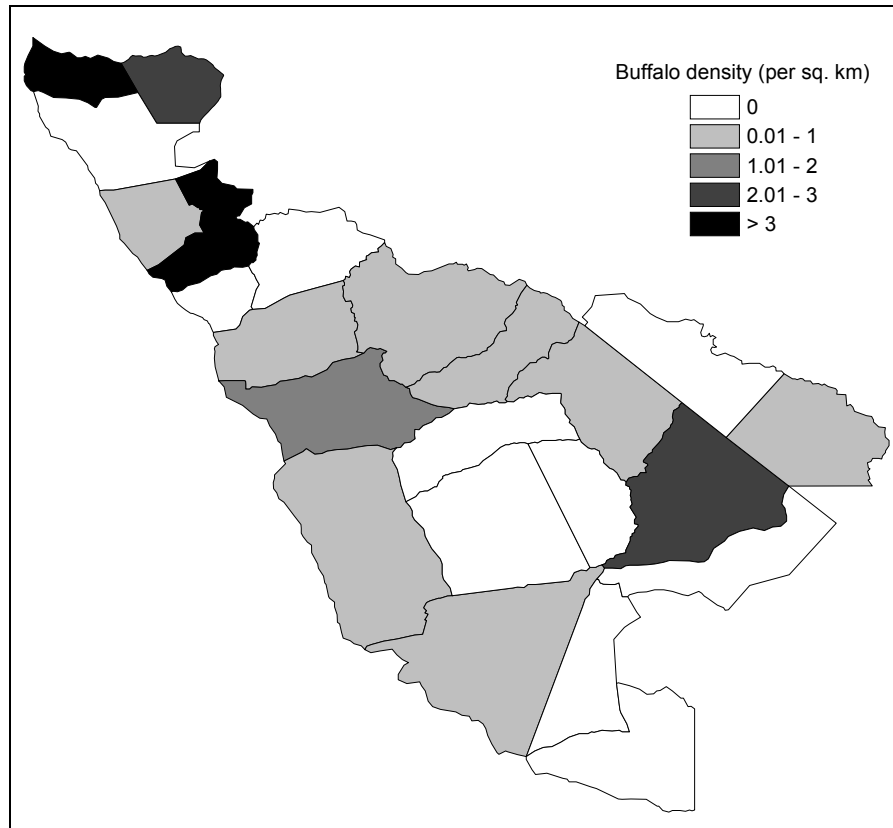 Buffalo density (per sq. km)
0
0.01 - 1
1.01 - 2
2.01 - 3
> 3